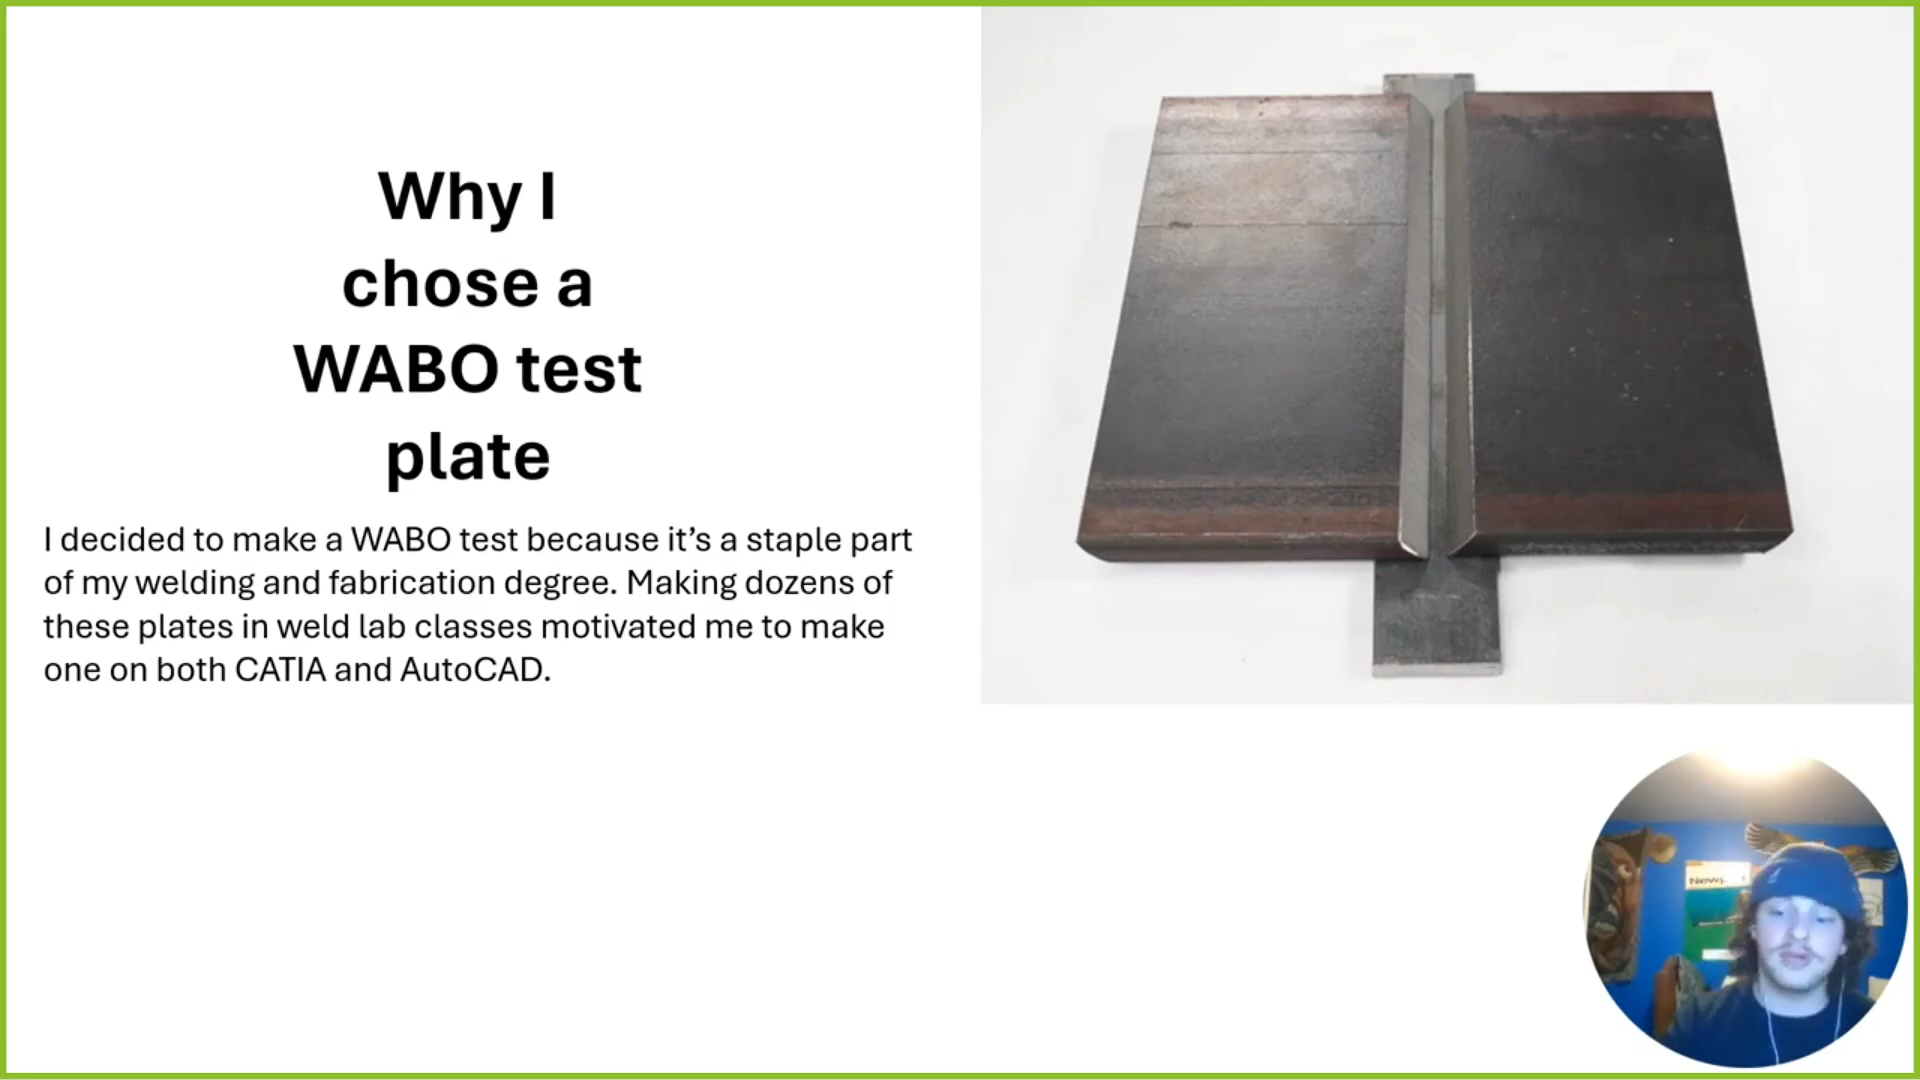 Why I
chose a
WABO test
plate
I decided to make a WABO test because it’s a staple part
of my welding and fabrication degree. Making dozens of
these plates in weld lab classes motivated me to make
one on both CATIA and AutoCAD.